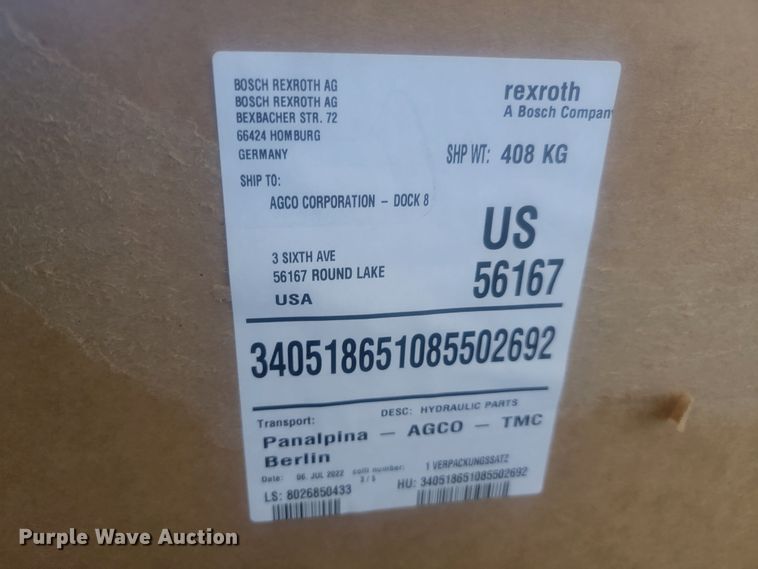 BOSCH REXROTH AG
BOSCH REXROTH AG
BEXBACHER STR. 72
66424 HOMBURG
GERMANY
rexroth
A Bosch Compan
SHP WT: 408 KG
SHIP TO:
AGCO CORPORATION - DOCK 8
3 SIXTH AVE
56167 ROUND LAKE
USA
US
56167
340518651085502692
Transport:
DESC: HYDRAULIC PARTS
Panalpina - AGCO - TMC
Berlin
Date: 06. JUL 2022
colli number:
3/5
1 VERPACKUNGSSATZ
LS: 8026850433
HU: 340518651085502692
Purple Wave Auction